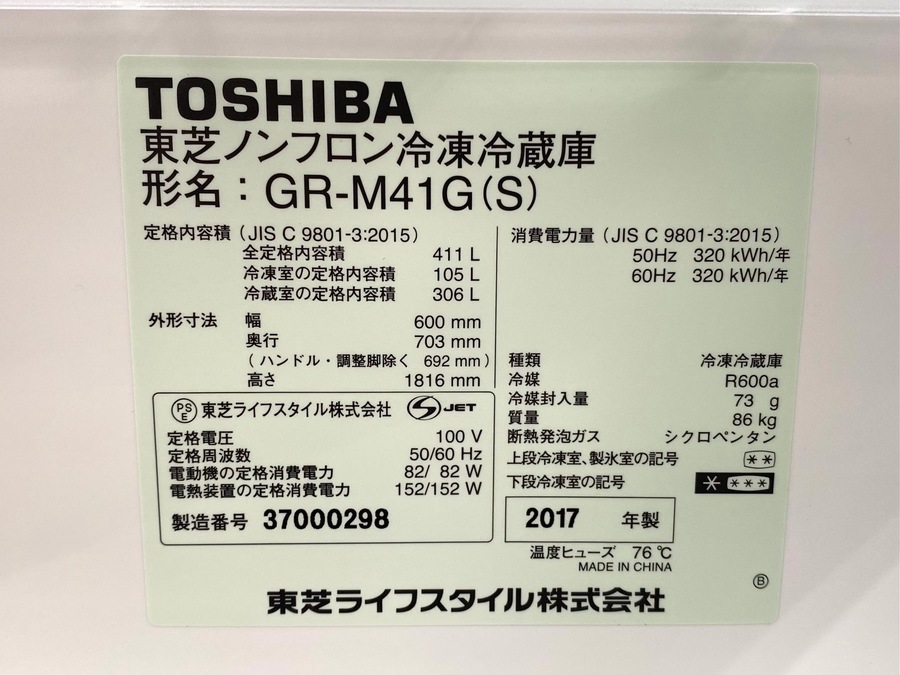 TOSHIBA
東芝ノンフロン冷凍冷蔵庫
形名：GR-M41G(S)
定格内容積（JIS C 9801-3:2015）
全定格内容積 411 L
冷凍室の定格内容積 105 L
冷蔵室の定格内容積 306 L
外形寸法 幅 600 mm
奥行 703 mm
（ハンドル・調整脚除く 692 mm）
高さ 1816 mm
PSE 東芝ライフスタイル株式会社 JET
定格電圧 100 V
定格周波数 50/60 Hz
電動機の定格消費電力 82/ 82 W
電熱装置の定格消費電力 152/152 W
製造番号 37000298
消費電力量（JIS C 9801-3:2015）
50Hz 320 kWh/年
60Hz 320 kWh/年
種類 冷凍冷蔵庫
冷媒 R600a
冷媒封入量 73 g
質量 86 kg
断熱発泡ガス シクロペンタン
上段冷凍室、製氷室の記号 **
下段冷凍室の記号 * ***
2017 年製
温度ヒューズ 76℃
MADE IN CHINA
Ⓑ
東芝ライフスタイル株式会社